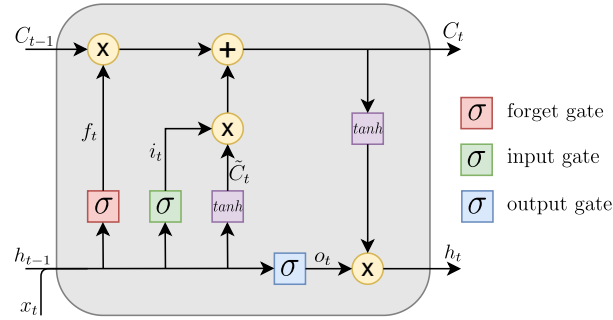 C_{t-1}
C_t
x
+
f_t
i_t
x
tanh
C̃_t
σ
σ
tanh
σ forget gate
σ input gate
σ output gate
h_{t-1}
σ
o_t
x
h_t
x_t